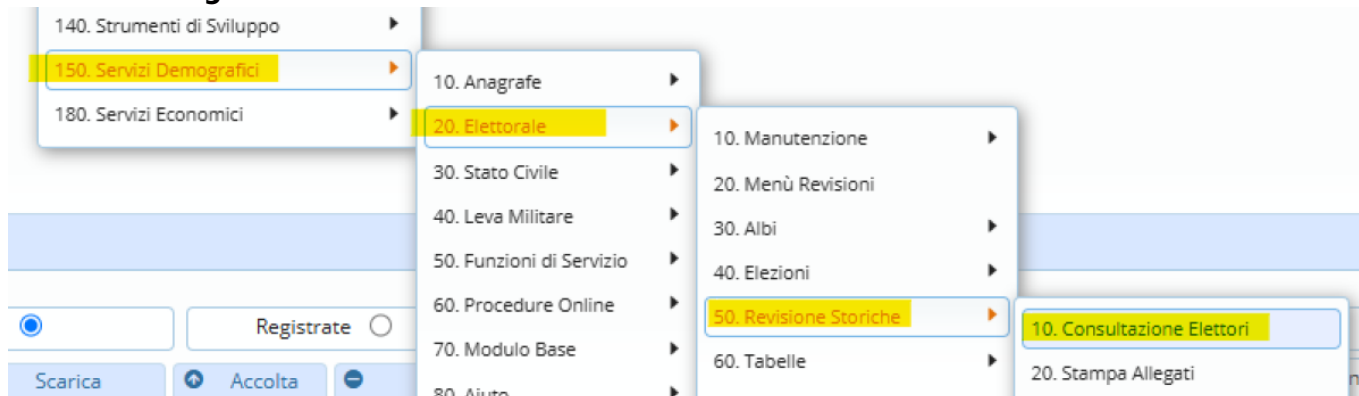 140. Strumenti di Sviluppo
150. Servizi Demografici
180. Servizi Economici
10. Anagrafe
20. Elettorale
30. Stato Civile
40. Leva Militare
50. Funzioni di Servizio
60. Procedure Online
70. Modulo Base
80. Aiuto
10. Manutenzione
20. Menù Revisioni
30. Albi
40. Elezioni
50. Revisione Storiche
60. Tabelle
10. Consultazione Elettori
20. Stampa Allegati
Registrate
Scarica
Accolta